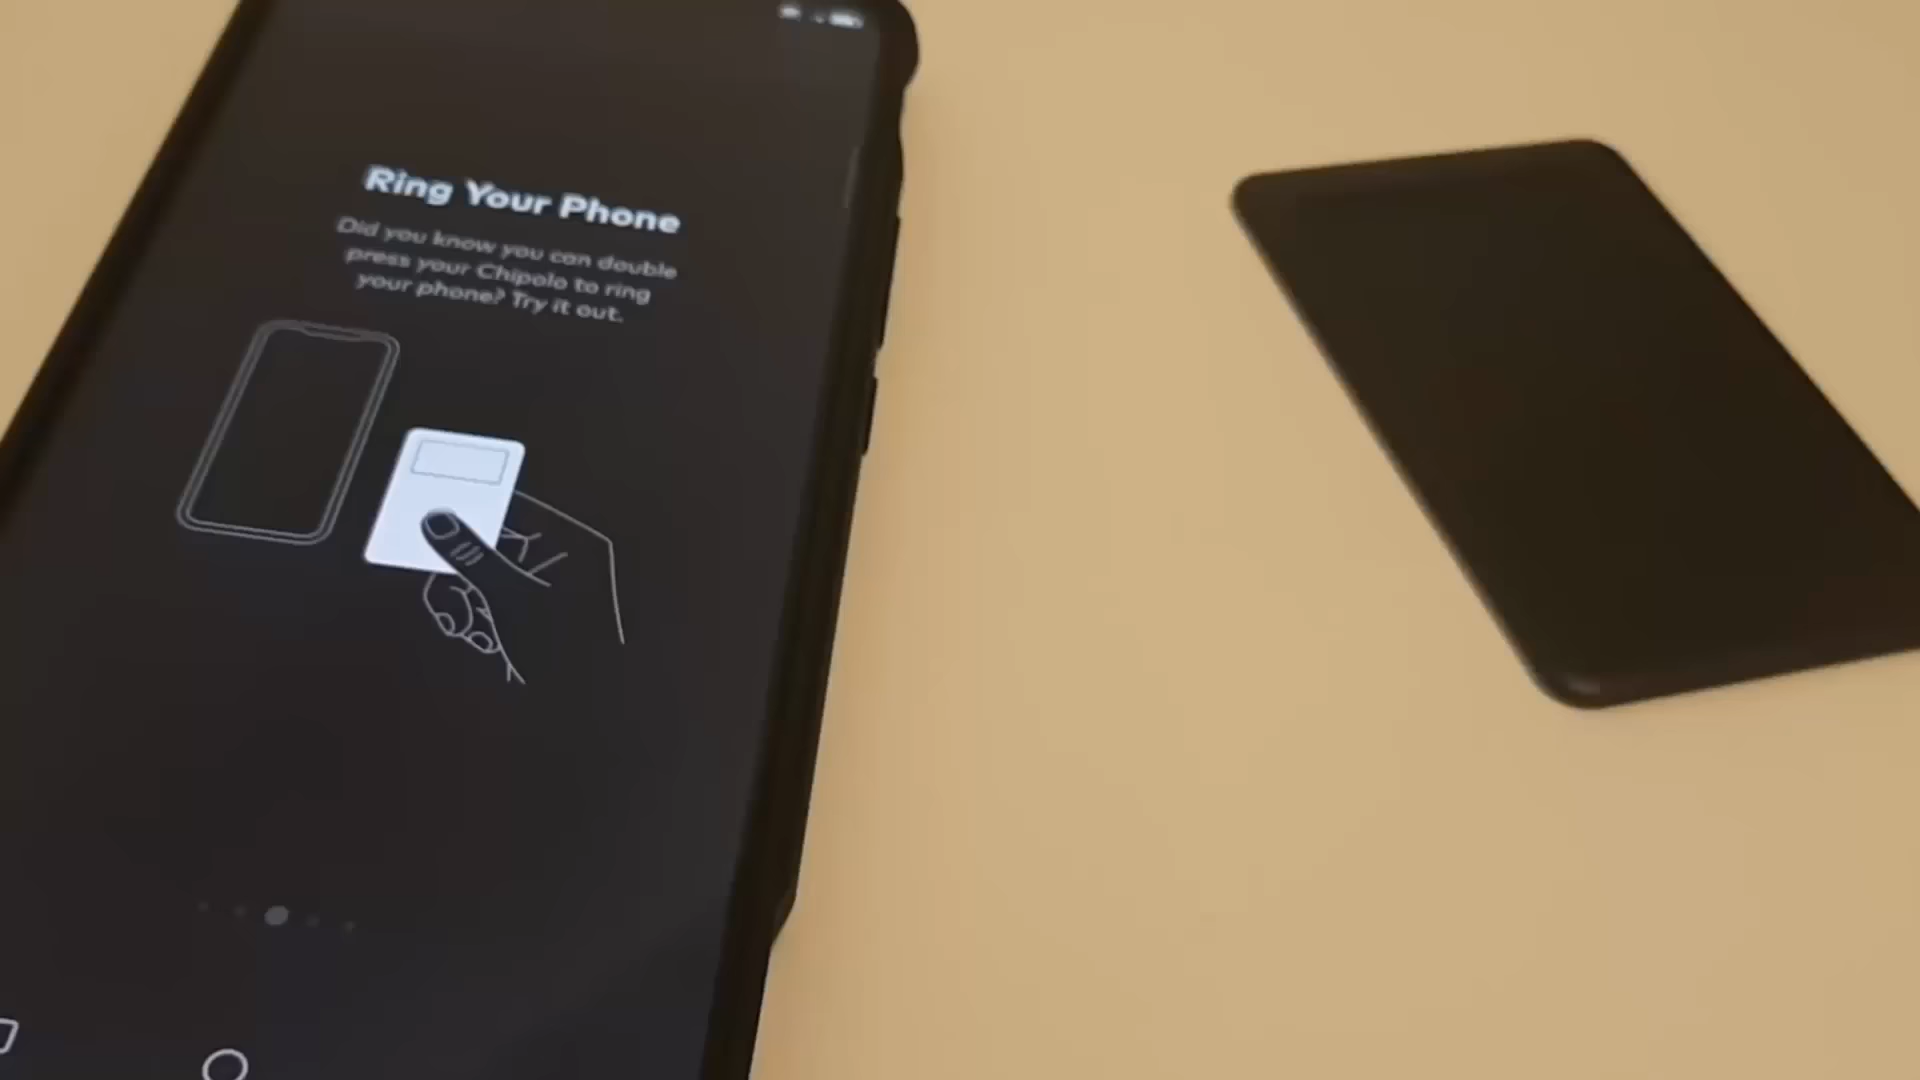 Ring Your Phone
Did you know you can double
press your Chipolo to ring
your phone? Try it out.